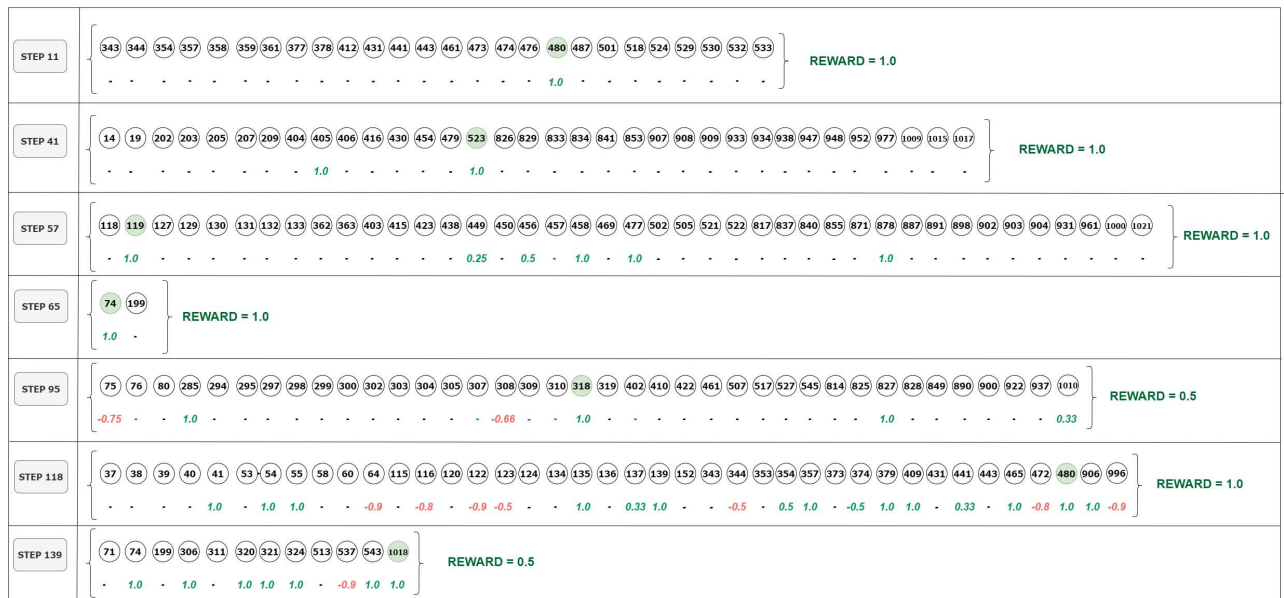 STEP 11
343 344 354 357 358 359 361 377 378 412 431 441 443 461 473 474 476 480 487 501 518 524 529 530 532 533
REWARD = 1.0
- - - - - - - - - - - - - - - - - 1.0 - - - - - - - -
STEP 41
14 19 202 203 205 207 209 404 405 406 416 430 454 479 523 826 829 833 834 841 853 907 908 909 933 934 938 947 948 952 977 1009 1015 1017
REWARD = 1.0
- - - - - - - - 1.0 - - - - - 1.0 - - - - - - - - - - - - - - - - - - -
STEP 57
118 119 127 129 130 131 132 133 362 363 403 415 423 438 449 450 456 457 458 469 477 502 505 521 522 817 837 840 855 871 878 887 891 898 902 903 904 931 961 1000 1021
REWARD = 1.0
- 1.0 - - - - - - - - - - - - 0.25 - 0.5 - 1.0 - 1.0 - - - - - - - - - 1.0 - - - - - - - - - -
STEP 65
74 199
REWARD = 1.0
1.0 -
STEP 95
75 76 80 285 294 295 297 298 299 300 302 303 304 305 307 308 309 310 318 319 402 410 422 461 507 517 527 545 814 825 827 828 849 890 900 922 937 1010
REWARD = 0.5
-0.75 - - 1.0 - - - - - - - - - - - -0.66 - - 1.0 - - - - - - - - - - - 1.0 - - - - - - 0.33
STEP 118
37 38 39 40 41 53 54 55 58 60 64 115 116 120 122 123 124 134 135 136 137 139 152 343 344 353 354 357 373 374 379 409 431 441 443 465 472 480 906 996
REWARD = 1.0
- - - - 1.0 - 1.0 1.0 - - -0.9 - -0.8 - -0.9 -0.5 - - 1.0 - 0.33 1.0 - - -0.5 - 0.5 1.0 - -0.5 1.0 1.0 - 0.33 - 1.0 -0.8 1.0 1.0 -0.9
STEP 139
71 74 199 306 311 320 321 324 513 537 543 1018
REWARD = 0.5
- 1.0 - 1.0 - 1.0 1.0 1.0 - -0.9 1.0 1.0